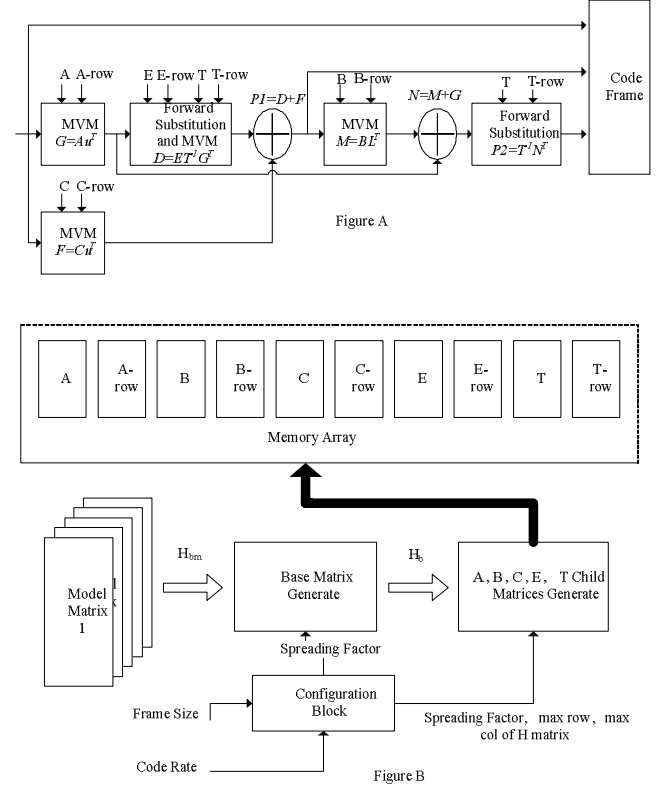 A A-row
E E-row T T-row
B B-row
T T-row
P1=D+F
N=M+G
Code
Frame
MVM
G=Au^T
Forward
Substitution
and MVM
D=ET^-1G^T
MVM
Forward
Substitution
P2=T^-1N^T
C C-row
MVM
F=Cu^T
Figure A
A
A-
row
B
B-
row
C
C-
row
E
E-
row
T
T-
row
Memory Array
H_bm
H_b
Model
Matrix
1
Base Matrix
Generate
A, B, C, E, T Child
Matrices Generate
Spreading Factor
Configuration
Block
Frame Size
Spreading Factor, max row, max
col of H matrix
Code Rate
Figure B